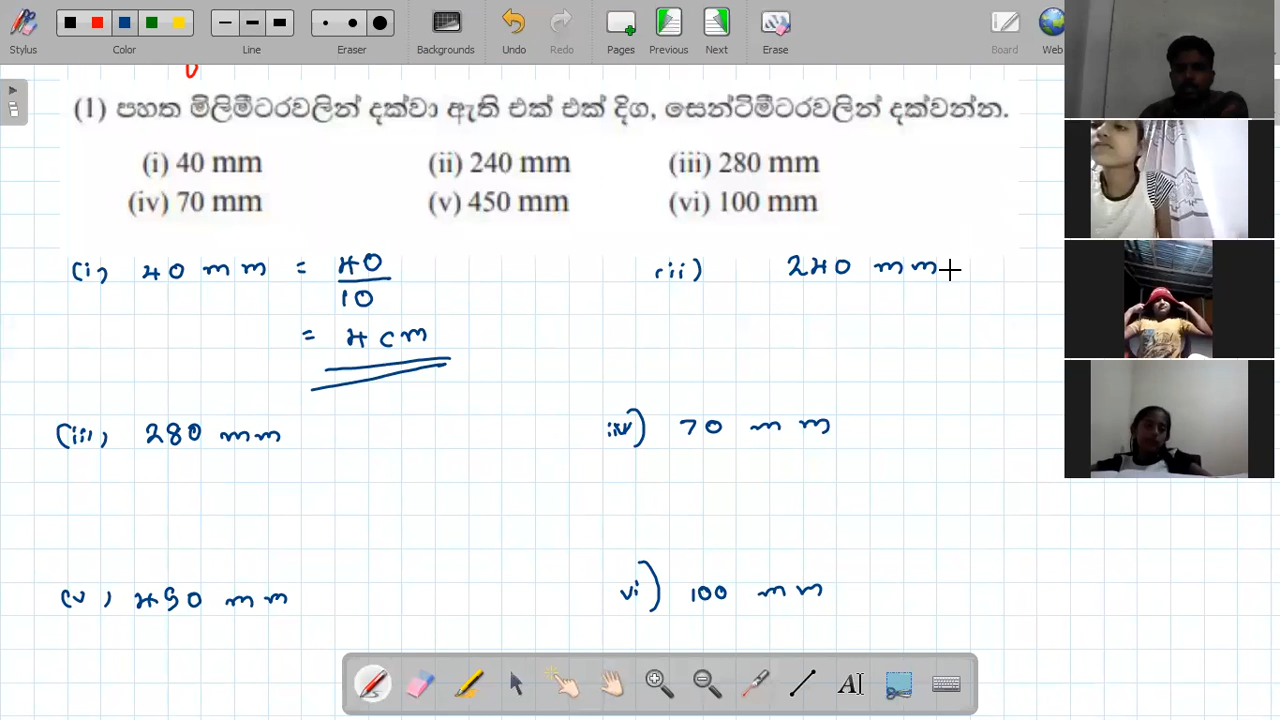 Stylus Color Line Eraser Backgrounds Undo Redo Pages Previous Next Erase Board Web
(1) පහත මිලිමීටරවලින් දක්වා ඇති එක් එක් දිග, සෙන්ටිමීටරවලින් දක්වන්න.
(i) 40 mm (ii) 240 mm (iii) 280 mm
(iv) 70 mm (v) 450 mm (vi) 100 mm
(i) 40 mm = 40
10
= 4 cm
(ii) 240 mm
(iii) 280 mm iv) 70 mm
(v) 450 mm vi) 100 mm
AI